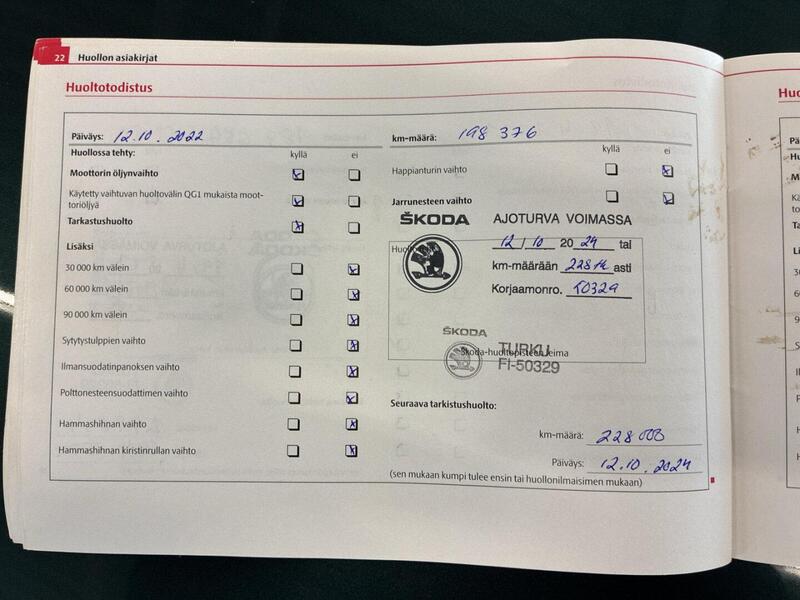 22 Huollon asiakirjat
Huoltotodistus
Päiväys: 12.10.2022
km-määrä: 198 376
Huollossa tehty: kyllä ei
kyllä ei
Moottorin öljynvaihto
Käytetty vaihtuvan huoltovälin QG1 mukaista moot-
toriöljyä
Tarkastushuolto
Lisäksi
30 000 km välein
60 000 km välein
90 000 km välein
Sytytystulppien vaihto
Ilmansuodatinpanoksen vaihto
Polttonesteensuodattimen vaihto
Hammashihnan vaihto
Hammashihnan kiristinrullan vaihto
Happianturin vaihto
Jarrunesteen vaihto
ŠKODA AJOTURVA VOIMASSA
12 / 10 20 24 tai
km-määrään 228 tk asti
Korjaamonro. 50329
ŠKODA
TURKU
FI-50329
Škoda-huoltopisteen leima
Seuraava tarkistushuolto:
km-määrä: 228 000
Päiväys: 12.10.2024
(sen mukaan kumpi tulee ensin tai huollonilmaisimen mukaan)